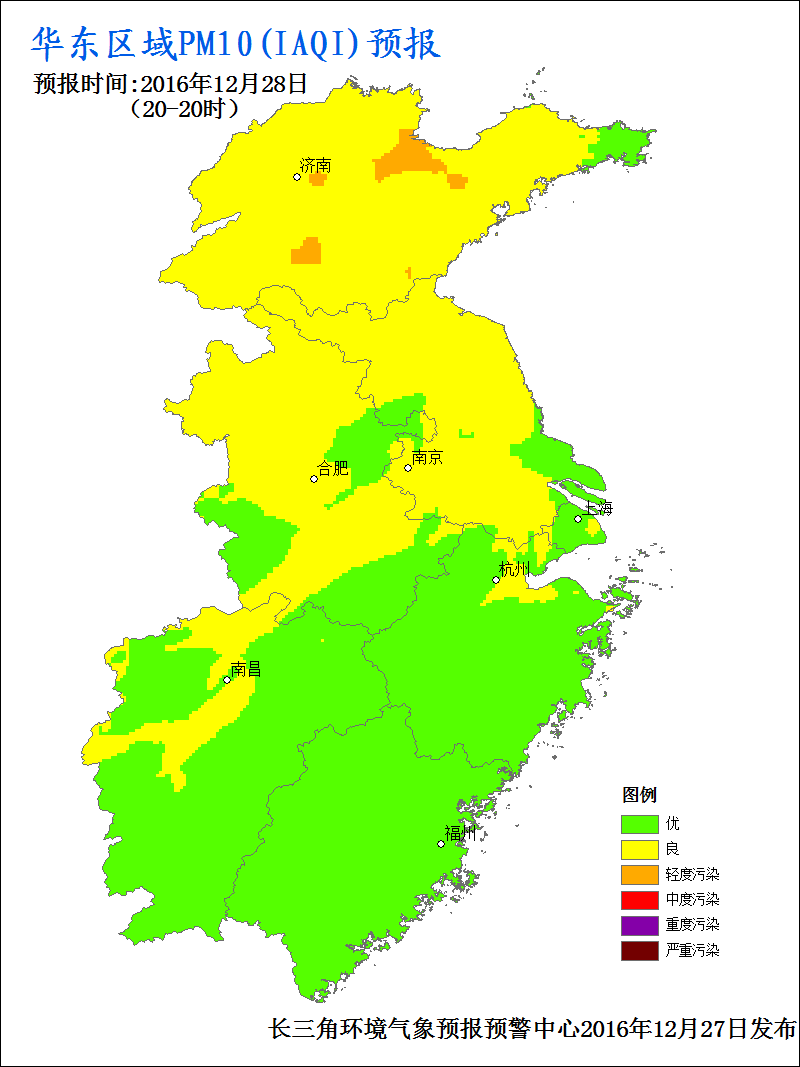 华东区域PM10(IAQI)预报
预报时间:2016年12月28日
（20-20时）
济南
合肥
南京
上海
杭州
南昌
福州
图例
优
良
轻度污染
中度污染
重度污染
严重污染
长三角环境气象预报预警中心2016年12月27日发布